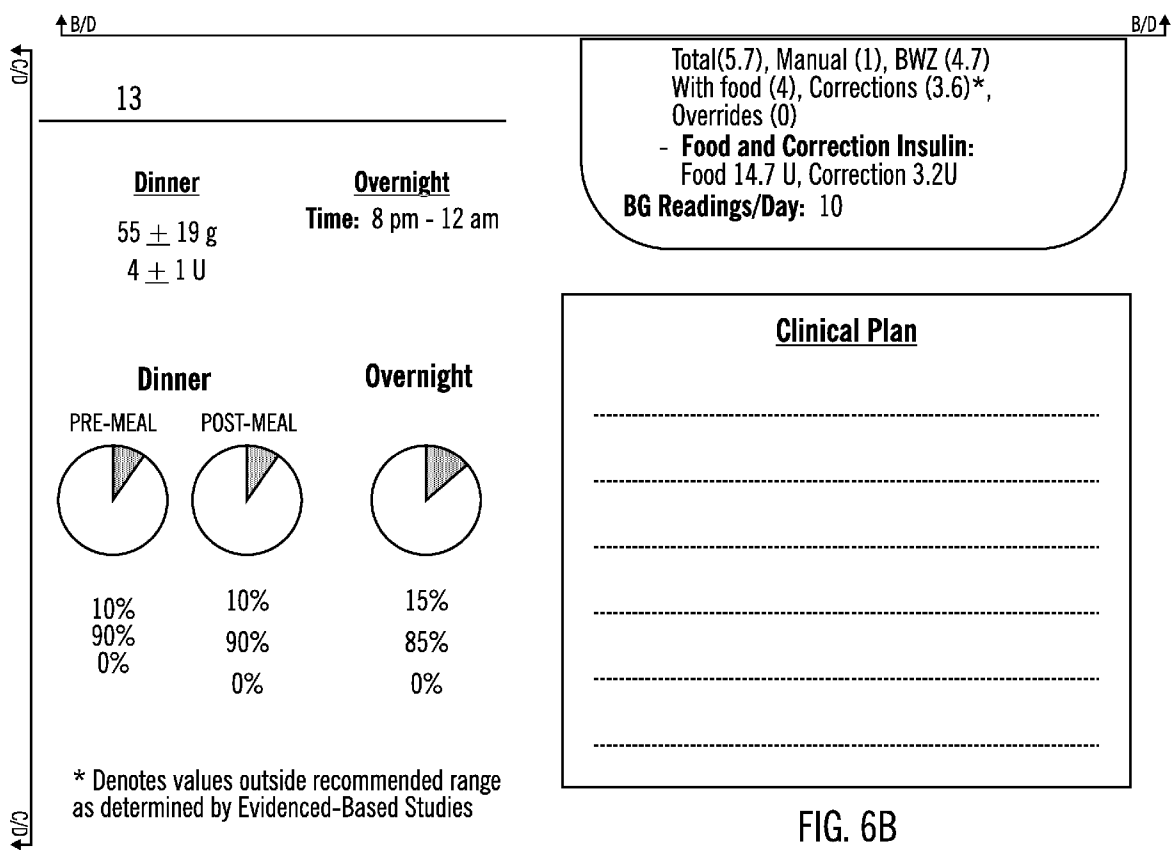 B/D
B/D
C/D
Total(5.7), Manual (1), BWZ (4.7)
With food (4), Corrections (3.6)*,
Overrides (0)
- Food and Correction Insulin:
Food 14.7 U, Correction 3.2U
BG Readings/Day: 10
13
Dinner
55 ± 19 g
4 ± 1 U
Overnight
Time: 8 pm - 12 am
Clinical Plan
Dinner
Overnight
PRE-MEAL
POST-MEAL
10%
90%
0%
10%
90%
0%
15%
85%
0%
* Denotes values outside recommended range
as determined by Evidenced-Based Studies
C/D
FIG. 6B